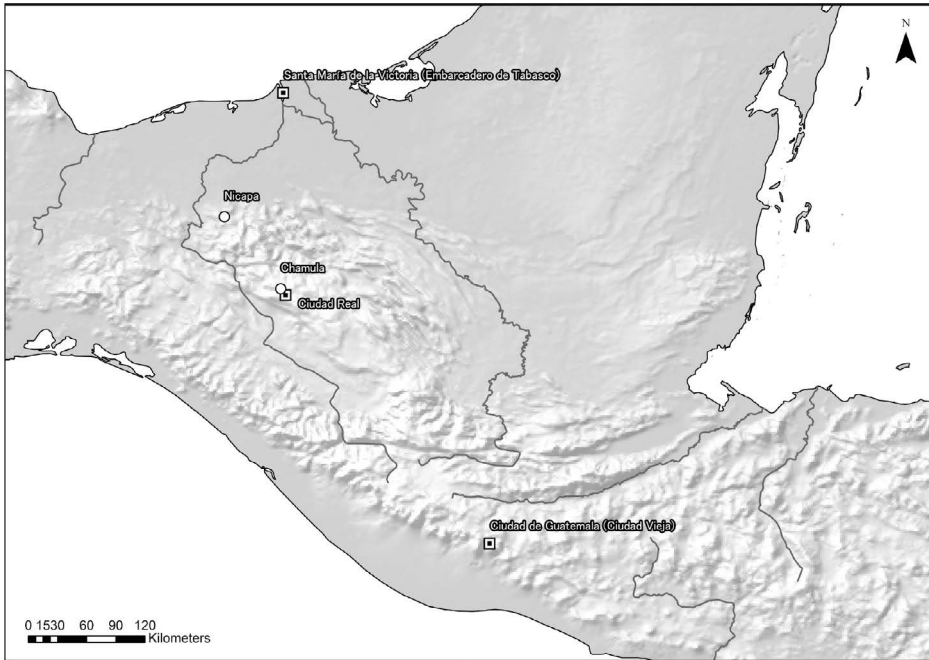 N
Santa María de la Victoria (Embarcadero de Tabasco)
Nicapa
Chamula
Ciudad Real
Ciudad de Guatemala (Ciudad Vieja)
0 1530 60 90 120
Kilometers